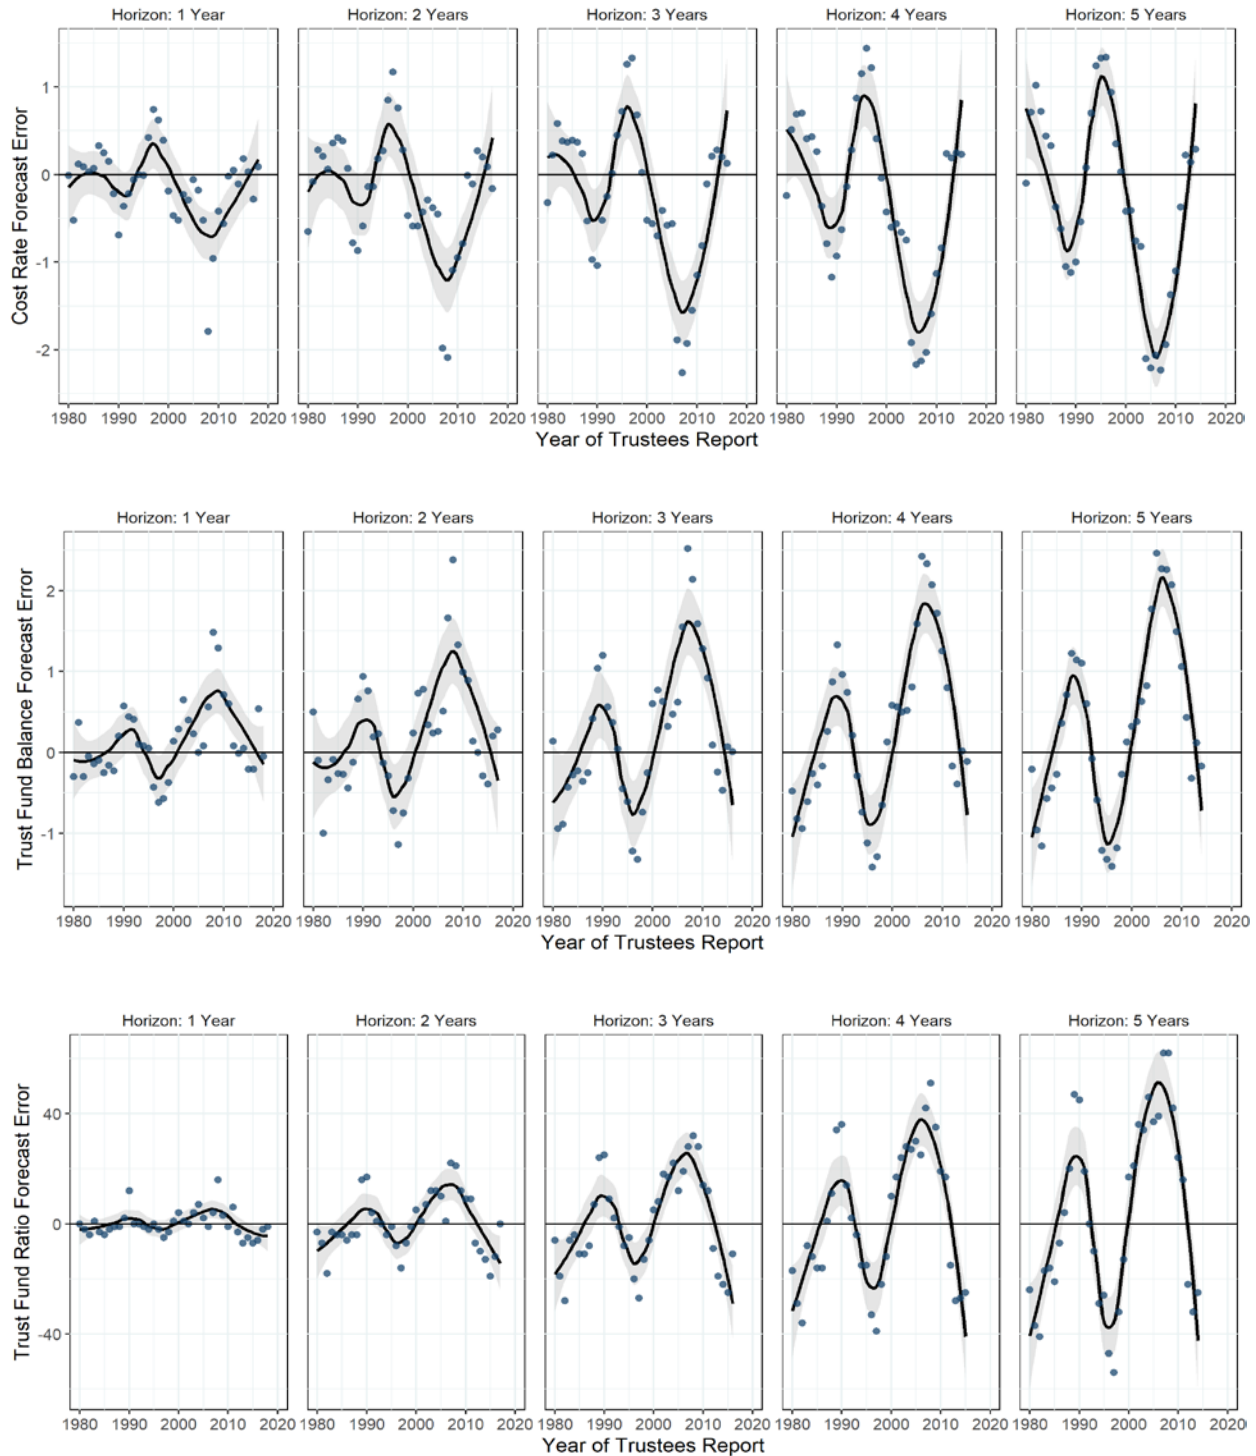 Horizon: 1 Year Horizon: 2 Years Horizon: 3 Years Horizon: 4 Years Horizon: 5 Years
Cost Rate Forecast Error
1
0
-1
-2
1980 1990 2000 2010 2020 1980 1990 2000 2010 2020 1980 1990 2000 2010 2020 1980 1990 2000 2010 2020 1980 1990 2000 2010 2020
Year of Trustees Report
Horizon: 1 Year Horizon: 2 Years Horizon: 3 Years Horizon: 4 Years Horizon: 5 Years
Trust Fund Balance Forecast Error
2
1
0
-1
1980 1990 2000 2010 2020 1980 1990 2000 2010 2020 1980 1990 2000 2010 2020 1980 1990 2000 2010 2020 1980 1990 2000 2010 2020
Year of Trustees Report
Horizon: 1 Year Horizon: 2 Years Horizon: 3 Years Horizon: 4 Years Horizon: 5 Years
Trust Fund Ratio Forecast Error
40
0
-40
1980 1990 2000 2010 2020 1980 1990 2000 2010 2020 1980 1990 2000 2010 2020 1980 1990 2000 2010 2020 1980 1990 2000 2010 2020
Year of Trustees Report